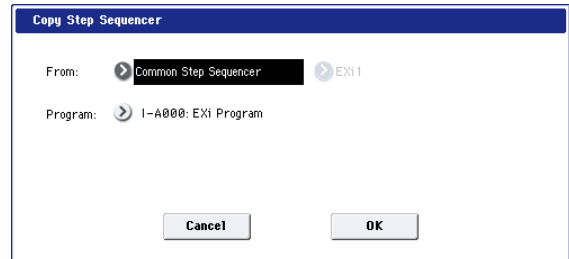 Copy Step Sequencer
From: Common Step Sequencer EXi1
Program: I-A000: EXi Program
Cancel OK